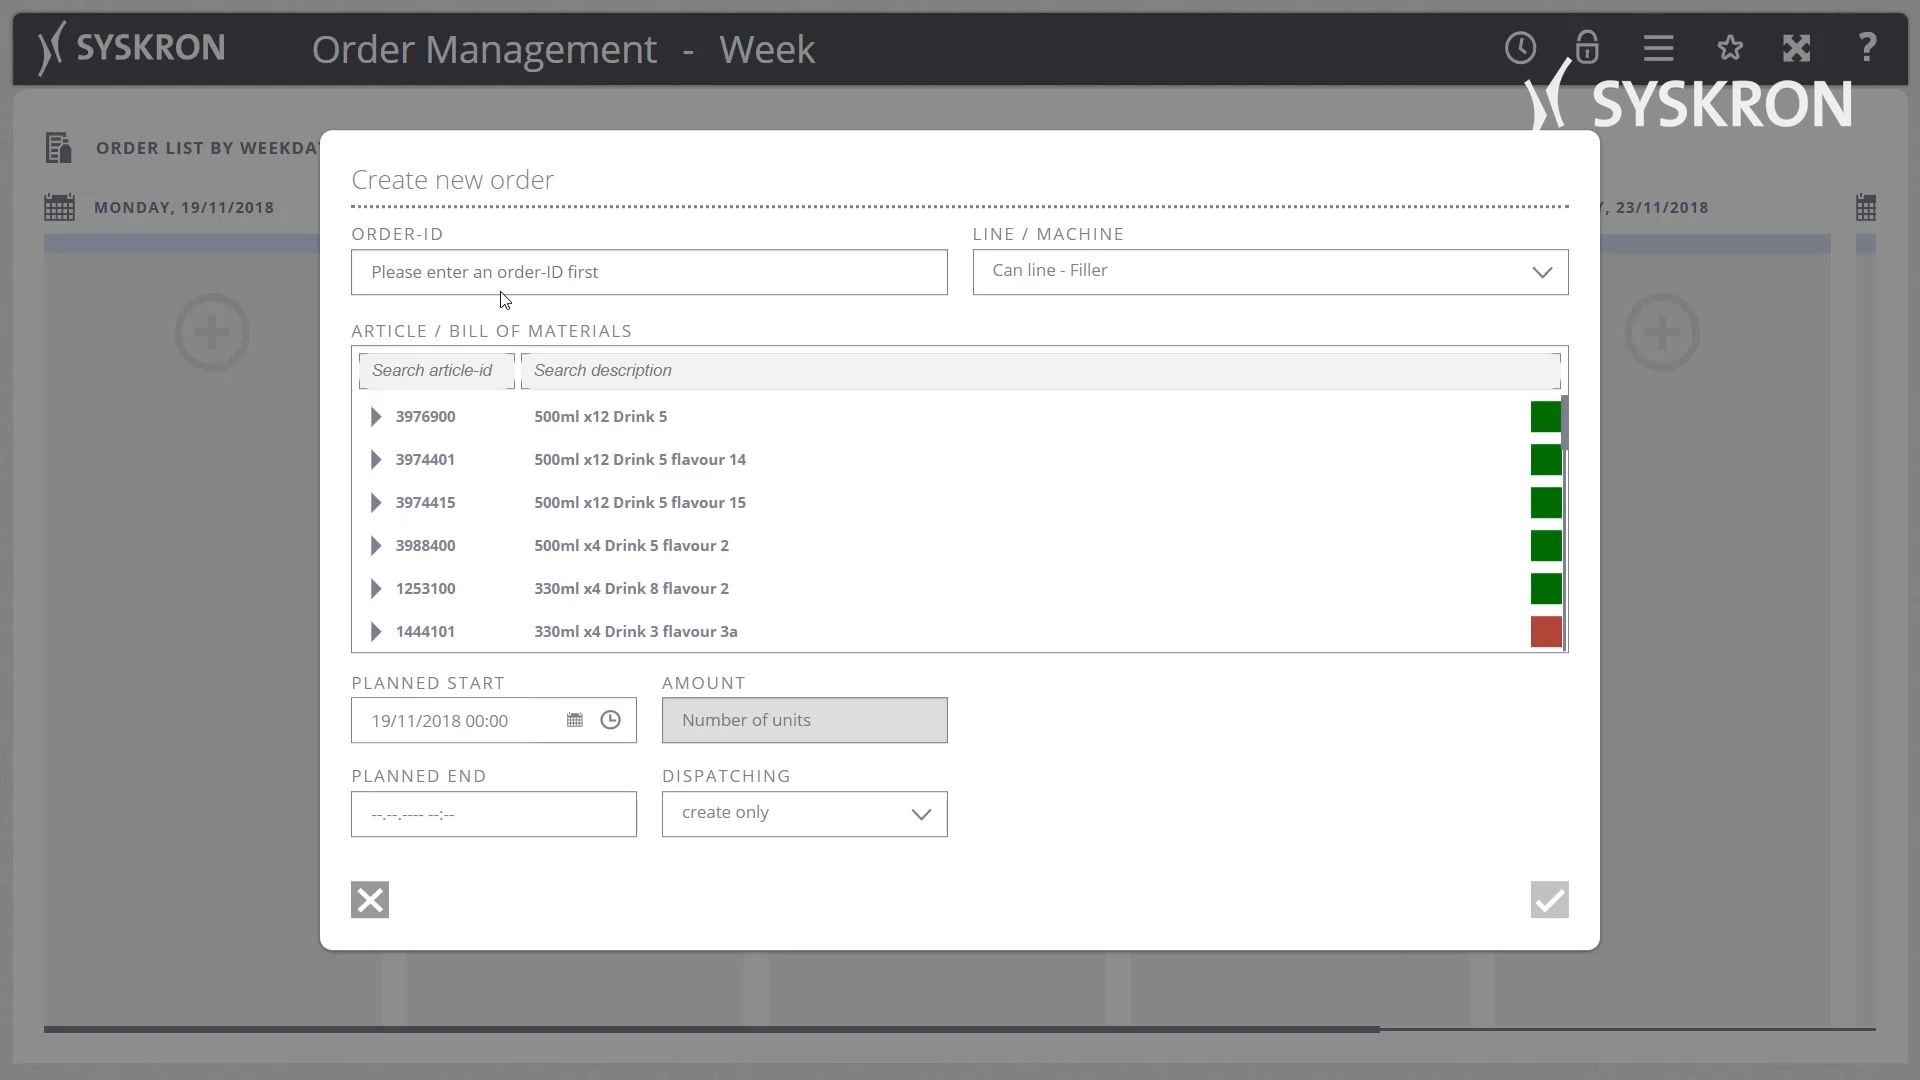 SYSKRON
Order Management - Week
?
SYSKRON
ORDER LIST BY WEEKDA
MONDAY, 19/11/2018
, 23/11/2018
Create new order
ORDER-ID
LINE / MACHINE
Please enter an order-ID first
Can line - Filler
ARTICLE / BILL OF MATERIALS
Search article-id
Search description
3976900 500ml x12 Drink 5
3974401 500ml x12 Drink 5 flavour 14
3974415 500ml x12 Drink 5 flavour 15
3988400 500ml x4 Drink 5 flavour 2
1253100 330ml x4 Drink 8 flavour 2
1444101 330ml x4 Drink 3 flavour 3a
PLANNED START
AMOUNT
19/11/2018 00:00
Number of units
PLANNED END
DISPATCHING
--.--.---- --:--
create only